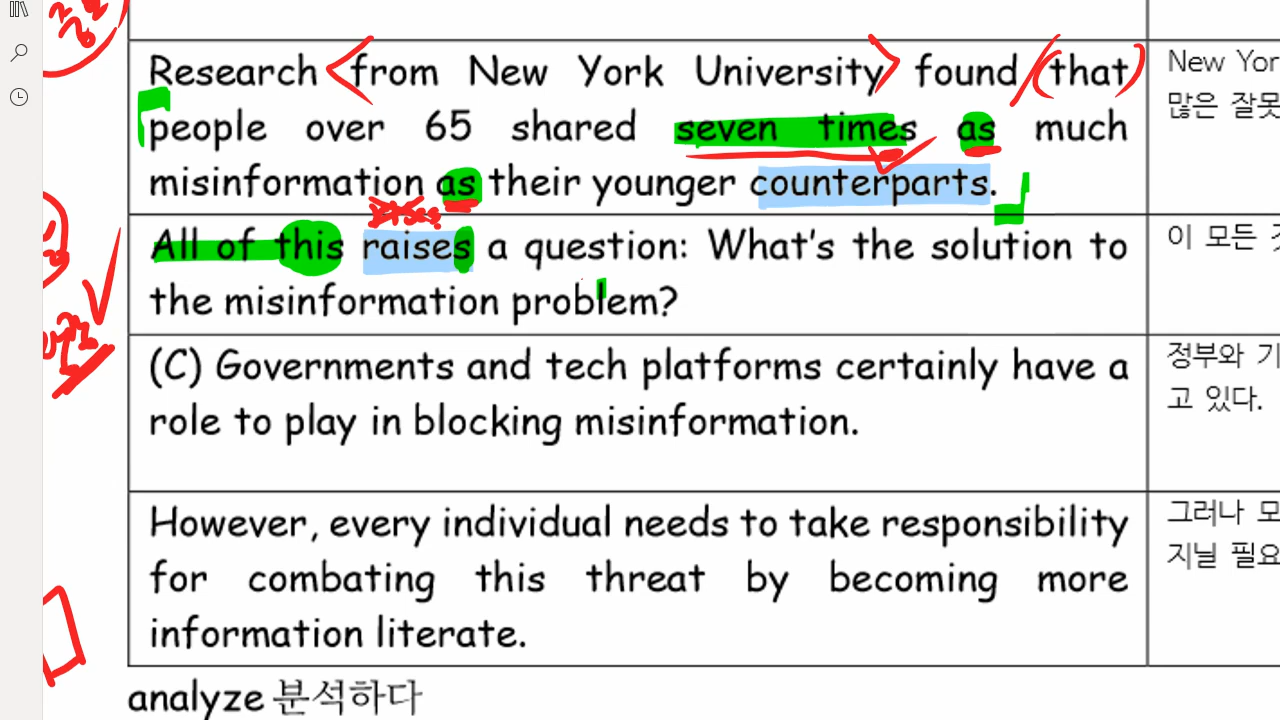 Research from New York University found that
people over 65 shared seven times as much
misinformation as their younger counterparts.
All of this raises a question: What's the solution to
the misinformation problem?
(C) Governments and tech platforms certainly have a
role to play in blocking misinformation.
However, every individual needs to take responsibility
for combating this threat by becoming more
information literate.
New Yor
많은 잘못
이 모든
정부와 기
고 있다.
그러나 모
지닐 필요
analyze 분석하다